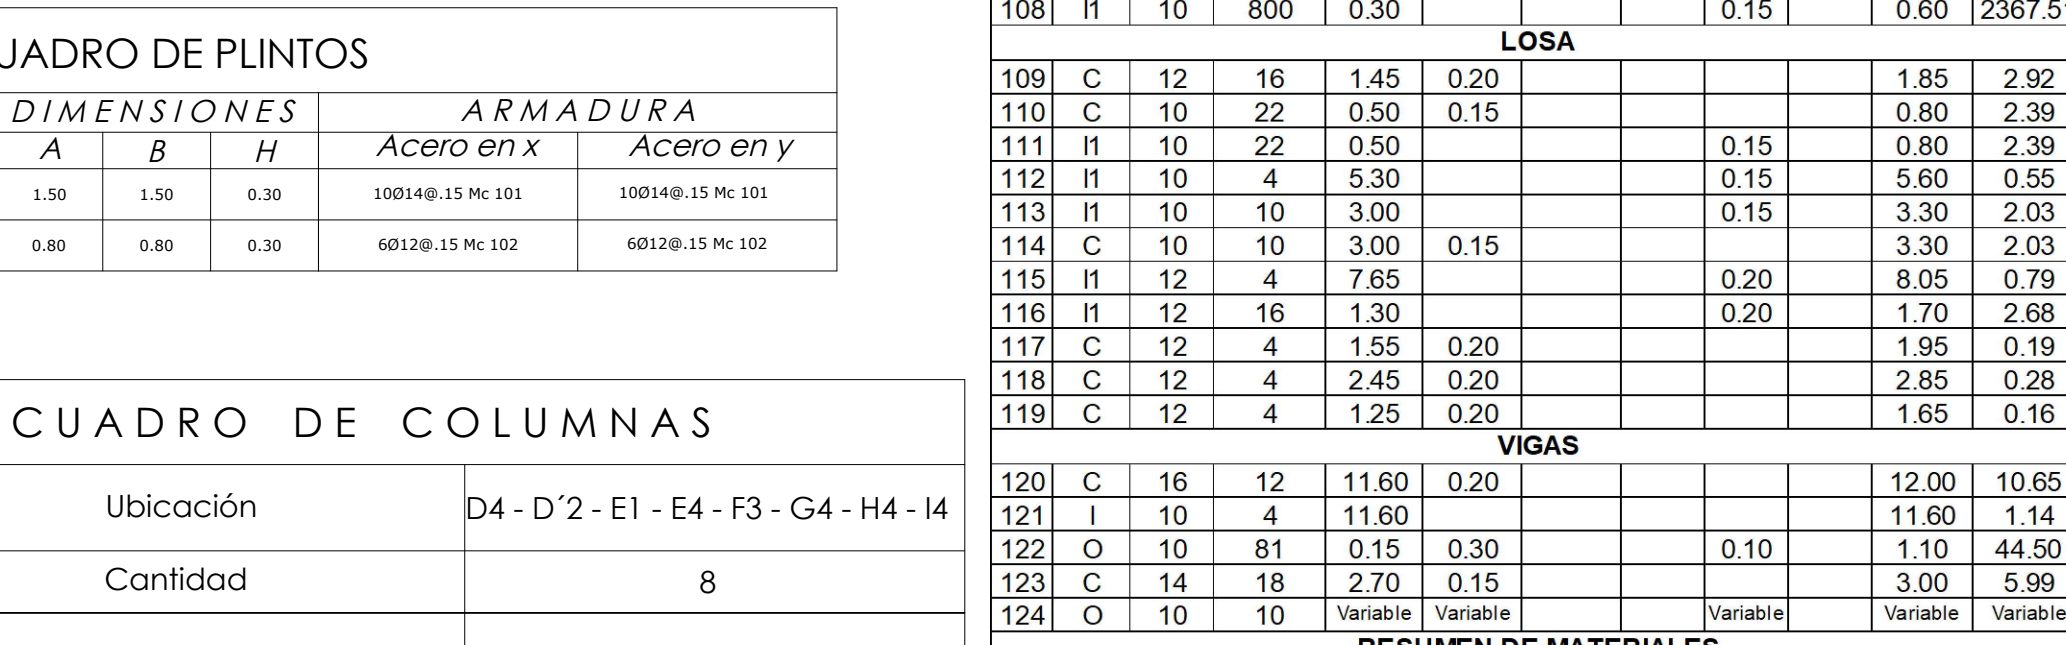 UADRO DE PLINTOS
DIMENSIONES ARMADURA
A B H Acero en x Acero en y
1.50 1.50 0.30 10Ø14@.15 Mc 101 10Ø14@.15 Mc 101
0.80 0.80 0.30 6Ø12@.15 Mc 102 6Ø12@.15 Mc 102
CUADRO DE COLUMNAS
Ubicación D4 - D´2 - E1 - E4 - F3 - G4 - H4 - I4
Cantidad 8
108 I1 10 800 0.30 0.15 0.60 2367.51
LOSA
109 C 12 16 1.45 0.20 1.85 2.92
110 C 10 22 0.50 0.15 0.80 2.39
111 I1 10 22 0.50 0.15 0.80 2.39
112 I1 10 4 5.30 0.15 5.60 0.55
113 I1 10 10 3.00 0.15 3.30 2.03
114 C 10 10 3.00 0.15 3.30 2.03
115 I1 12 4 7.65 0.20 8.05 0.79
116 I1 12 16 1.30 0.20 1.70 2.68
117 C 12 4 1.55 0.20 1.95 0.19
118 C 12 4 2.45 0.20 2.85 0.28
119 C 12 4 1.25 0.20 1.65 0.16
VIGAS
120 C 16 12 11.60 0.20 12.00 10.65
121 I 10 4 11.60 11.60 1.14
122 O 10 81 0.15 0.30 0.10 1.10 44.50
123 C 14 18 2.70 0.15 3.00 5.99
124 O 10 10 Variable Variable Variable Variable Variable
RESUMEN DE MATERIALES